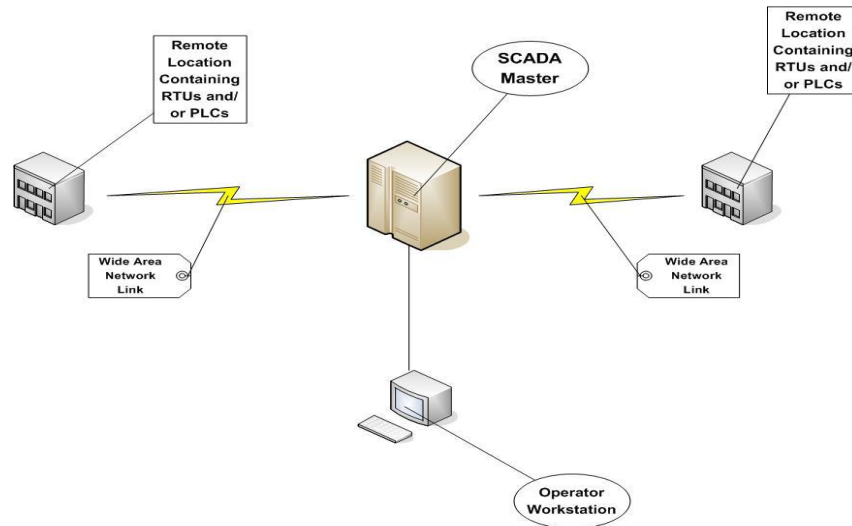 Remote
Location
Containing
RTUs and/
or PLCs
SCADA
Master
Remote
Location
Containing
RTUs and/
or PLCs
Wide Area
Network
Link
Wide Area
Network
Link
Operator
Workstation